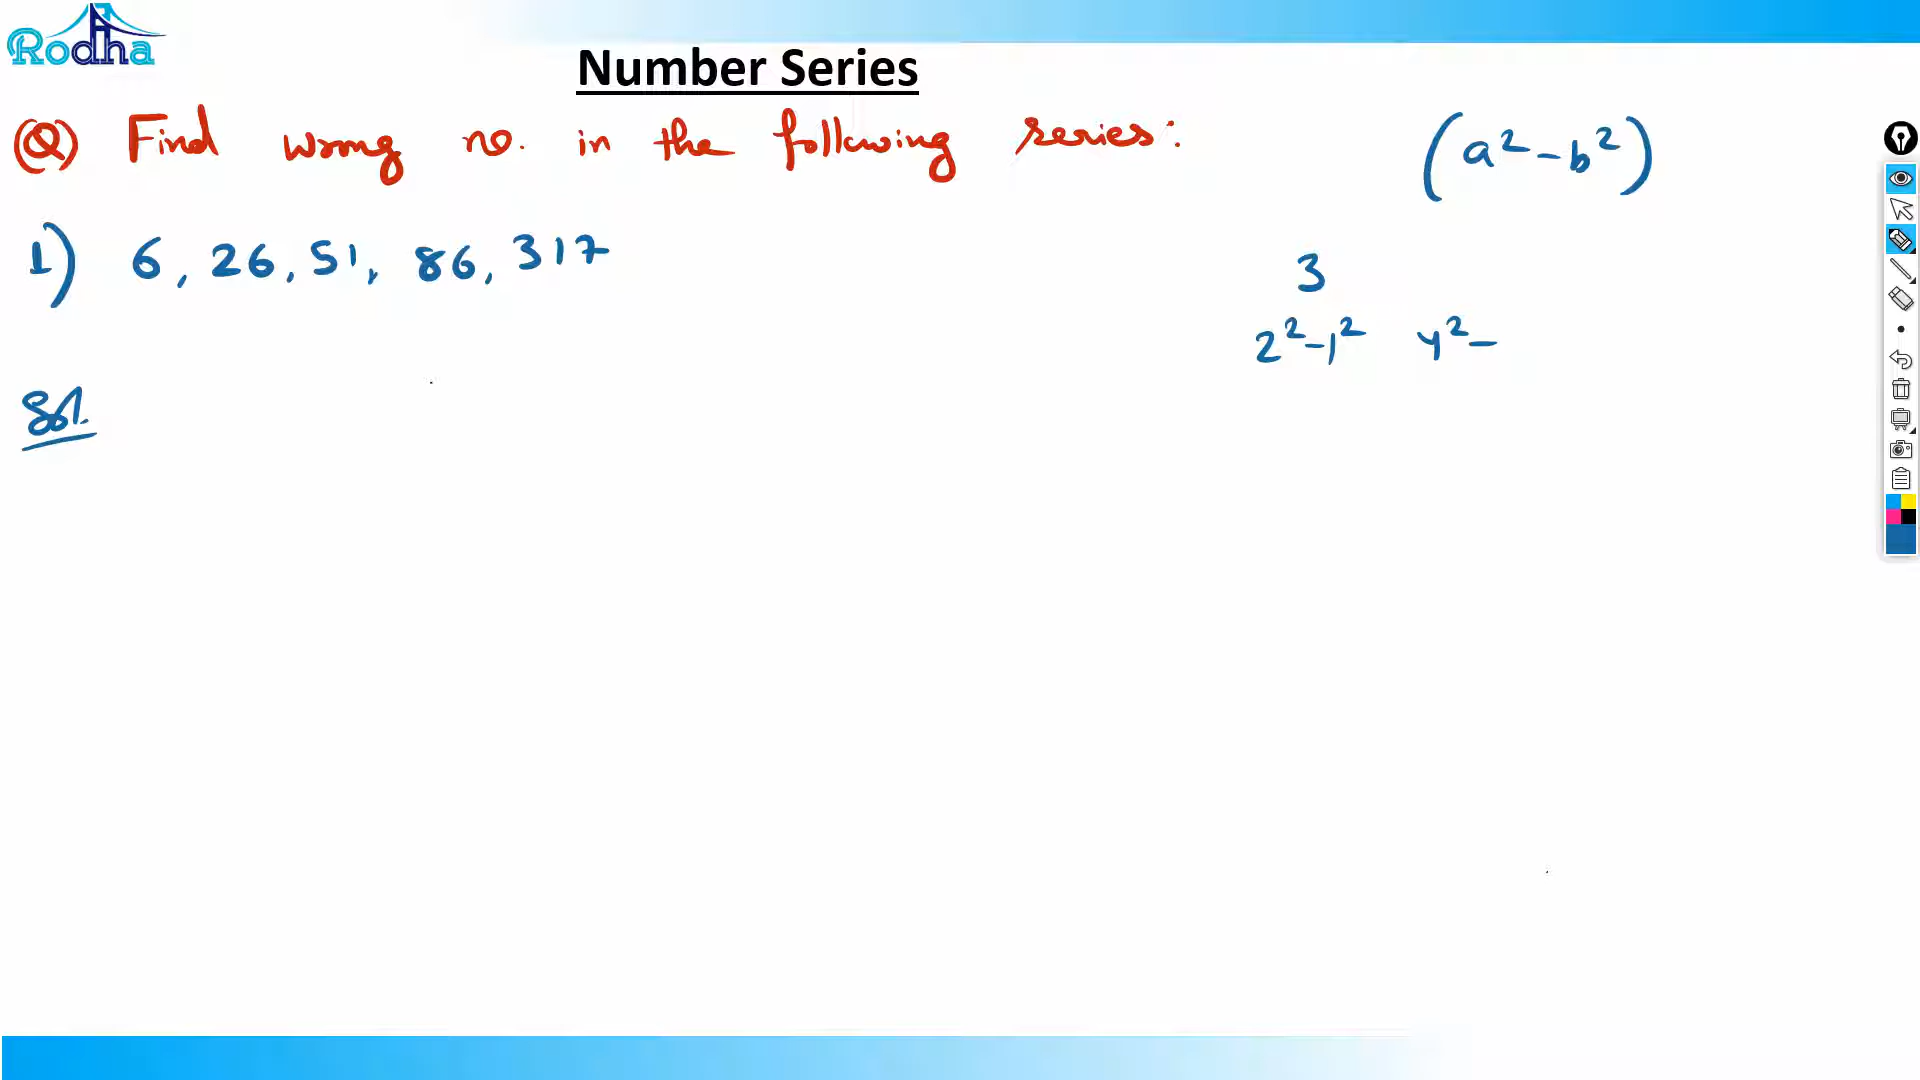 Rodha
Number Series
(Q) Find wrong no. in the following series:
(a² - b²)
1) 6, 26, 51, 86, 317
3
2² - 1² 4² -
Sol.